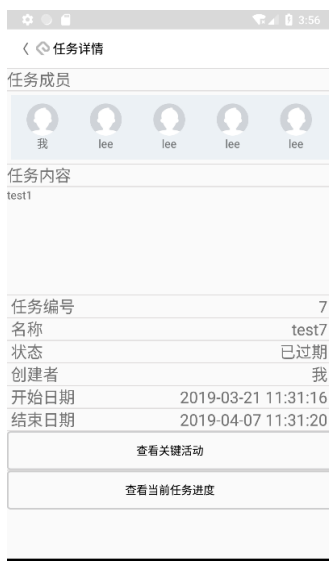 3:56
任务详情
任务成员
我 lee lee lee lee
任务内容
test1
任务编号 7
名称 test7
状态 已过期
创建者 我
开始日期 2019-03-21 11:31:16
结束日期 2019-04-07 11:31:20
查看关键活动
查看当前任务进度